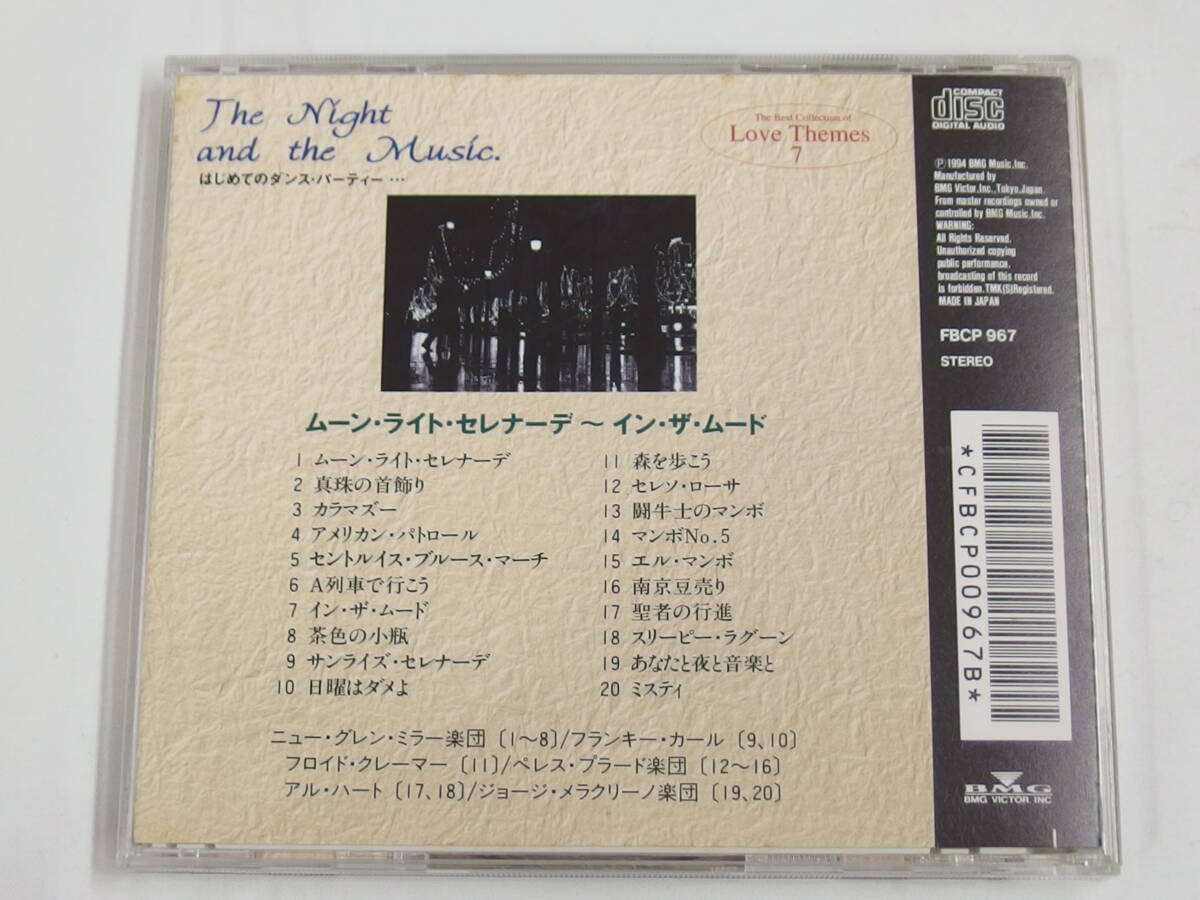 The Night
and the Music.
はじめてのダンス・パーティー…
The Best Collection of
Love Themes
7
ムーン・ライト・セレナーデ～イン・ザ・ムード
1 ムーン・ライト・セレナーデ
2 真珠の首飾り
3 カラマズー
4 アメリカン・パトロール
5 セントルイス・ブルース・マーチ
6 A列車で行こう
7 イン・ザ・ムード
8 茶色の小瓶
9 サンライズ・セレナーデ
10 日曜はダメよ
11 森を歩こう
12 セレソ・ローサ
13 闘牛士のマンボ
14 マンボNo.5
15 エル・マンボ
16 南京豆売り
17 聖者の行進
18 スリーピー・ラグーン
19 あなたと夜と音楽と
20 ミスティ
ニュー・グレン・ミラー楽団〔1～8〕/フランキー・カール〔9、10〕
フロイド・クレーマー〔11〕/ペレス・プラード楽団〔12～16〕
アル・ハート〔17、18〕/ジョージ・メラクリーノ楽団〔19、20〕
COMPACT
disc
DIGITAL AUDIO
Ⓟ1994 BMG Music,Inc.
Manufactured by
BMG Victor,Inc.,Tokyo,Japan.
From master recordings owned or
controlled by BMG Music,Inc.
WARNING:
All Rights Reserved.
Unauthorized copying
public performance,
broadcasting of this record
is forbidden.TMK(S)Registered.
MADE IN JAPAN
FBCP 967
STEREO
*CFBCP00967B*
BMG
BMG VICTOR INC